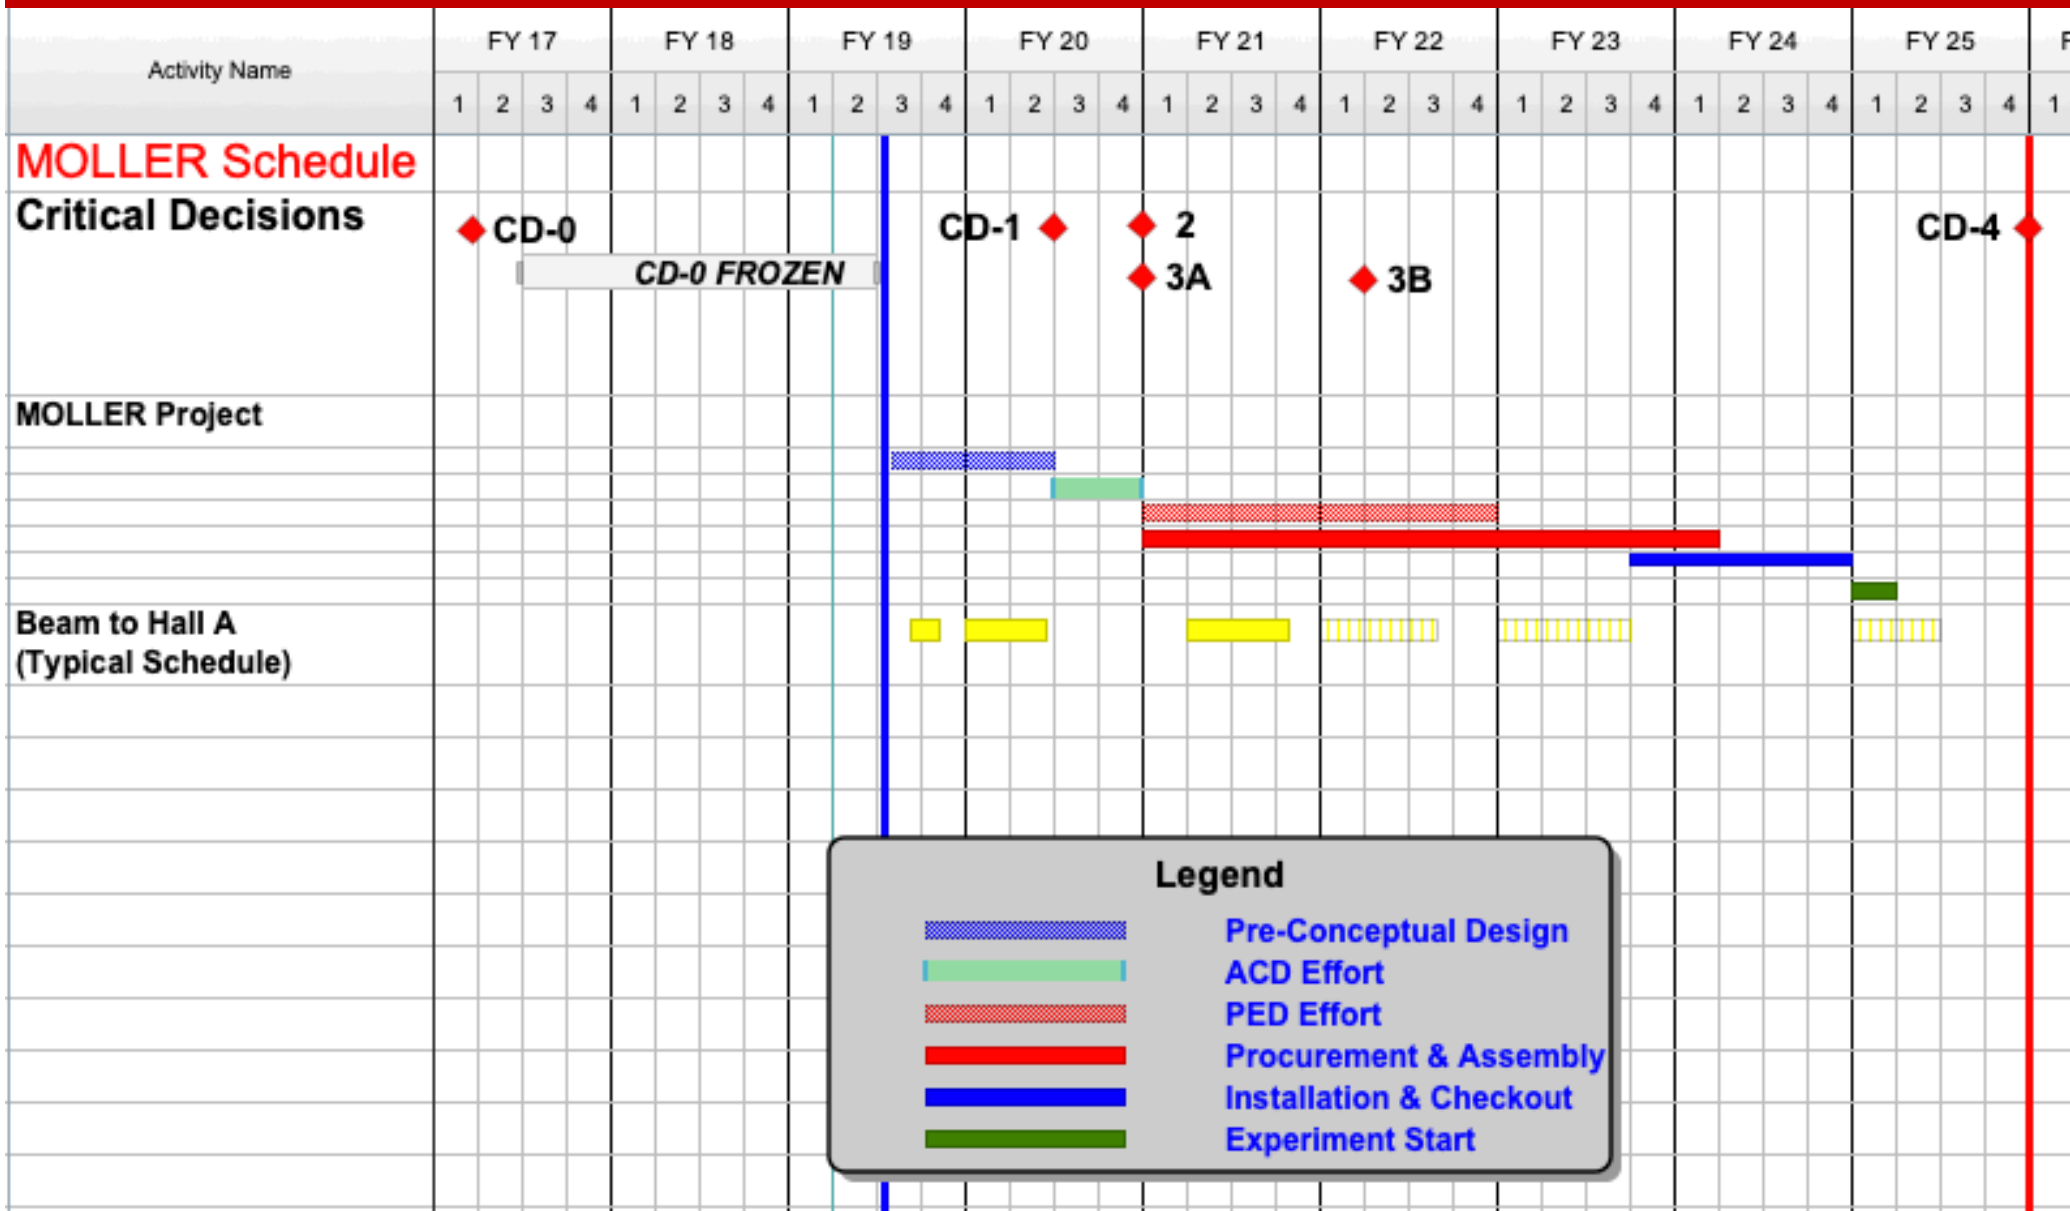 FY 17 FY 18 FY 19 FY 20 FY 21 FY 22 FY 23 FY 24 FY 25 F
Activity Name
1 2 3 4 1 2 3 4 1 2 3 4 1 2 3 4 1 2 3 4 1 2 3 4 1 2 3 4 1 2 3 4 1 2 3 4 1
MOLLER Schedule
Critical Decisions
CD-0 CD-1 2 CD-4
CD-0 FROZEN 3A 3B
MOLLER Project
Beam to Hall A
(Typical Schedule)
Legend
Pre-Conceptual Design
ACD Effort
PED Effort
Procurement & Assembly
Installation & Checkout
Experiment Start